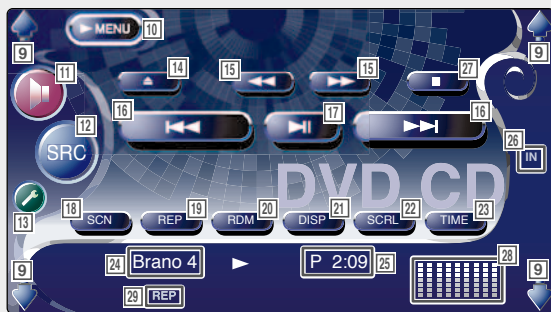 ► MENU 10
9 9
11 14 15 15 27
16 17 16
12 SRC
26 IN
DVD CD
13
18 SCN 19 REP 20 RDM 21 DISP 22 SCRL 23 TIME
9 24 Brano 4 ► P 2:09 25 28 9
29 REP